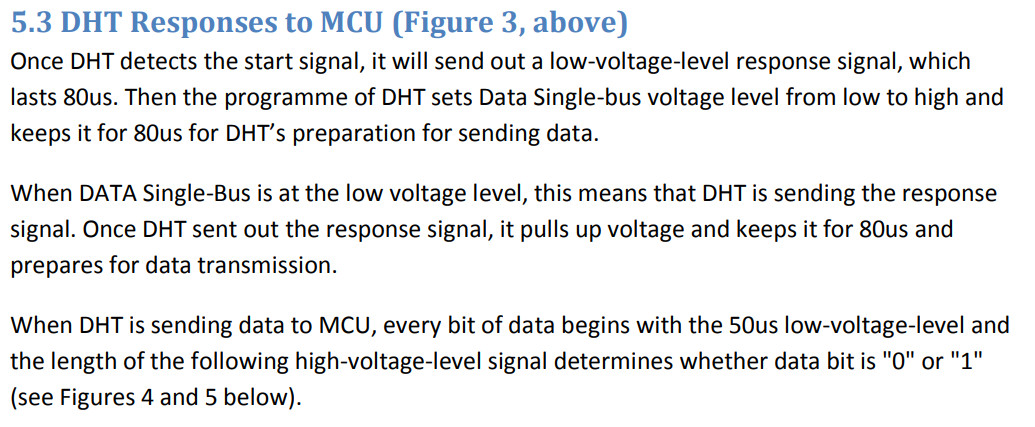 5.3 DHT Responses to MCU (Figure 3, above)
Once DHT detects the start signal, it will send out a low-voltage-level response signal, which
lasts 80us. Then the programme of DHT sets Data Single-bus voltage level from low to high and
keeps it for 80us for DHT’s preparation for sending data.
When DATA Single-Bus is at the low voltage level, this means that DHT is sending the response
signal. Once DHT sent out the response signal, it pulls up voltage and keeps it for 80us and
prepares for data transmission.
When DHT is sending data to MCU, every bit of data begins with the 50us low-voltage-level and
the length of the following high-voltage-level signal determines whether data bit is "0" or "1"
(see Figures 4 and 5 below).